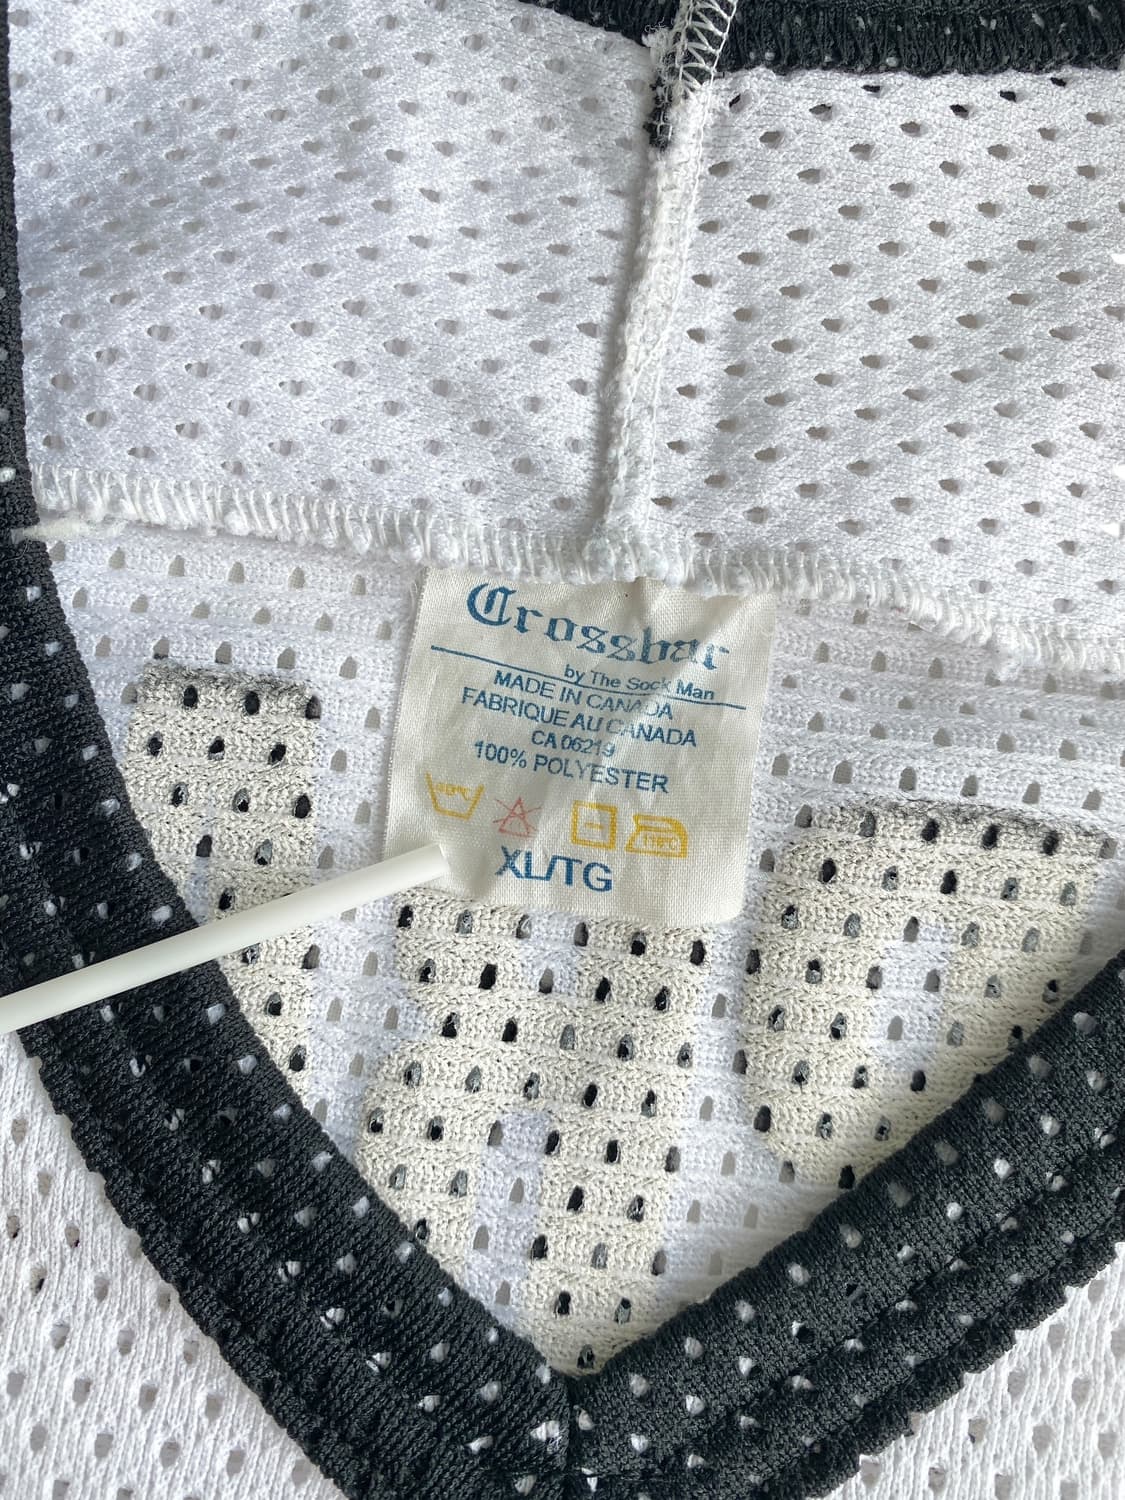 Crossbar
by The Sock Man
MADE IN CANADA
FABRIQUE AU CANADA
CA 06219
100% POLYESTER
XL/TG